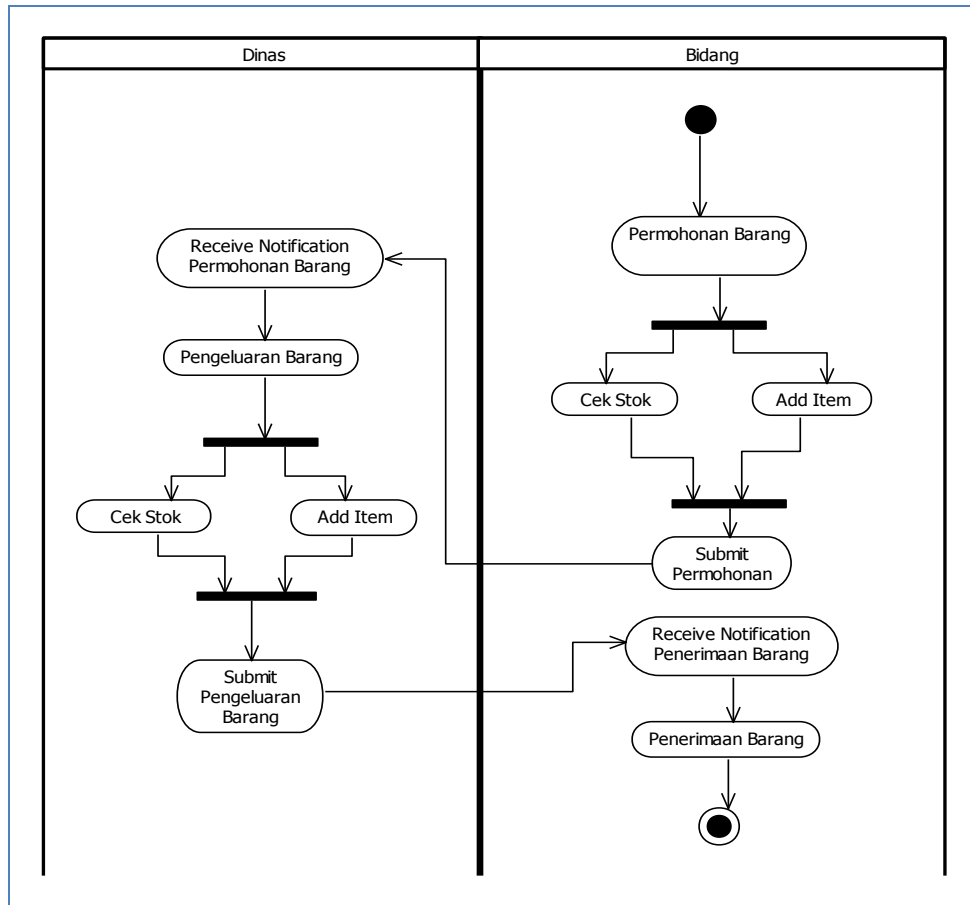 Dinas
Bidang
Permohonan Barang
Receive Notification
Permohonan Barang
Pengeluaran Barang
Cek Stok
Add Item
Cek Stok
Add Item
Submit
Permohonan
Receive Notification
Penerimaan Barang
Submit
Pengeluaran
Barang
Penerimaan Barang